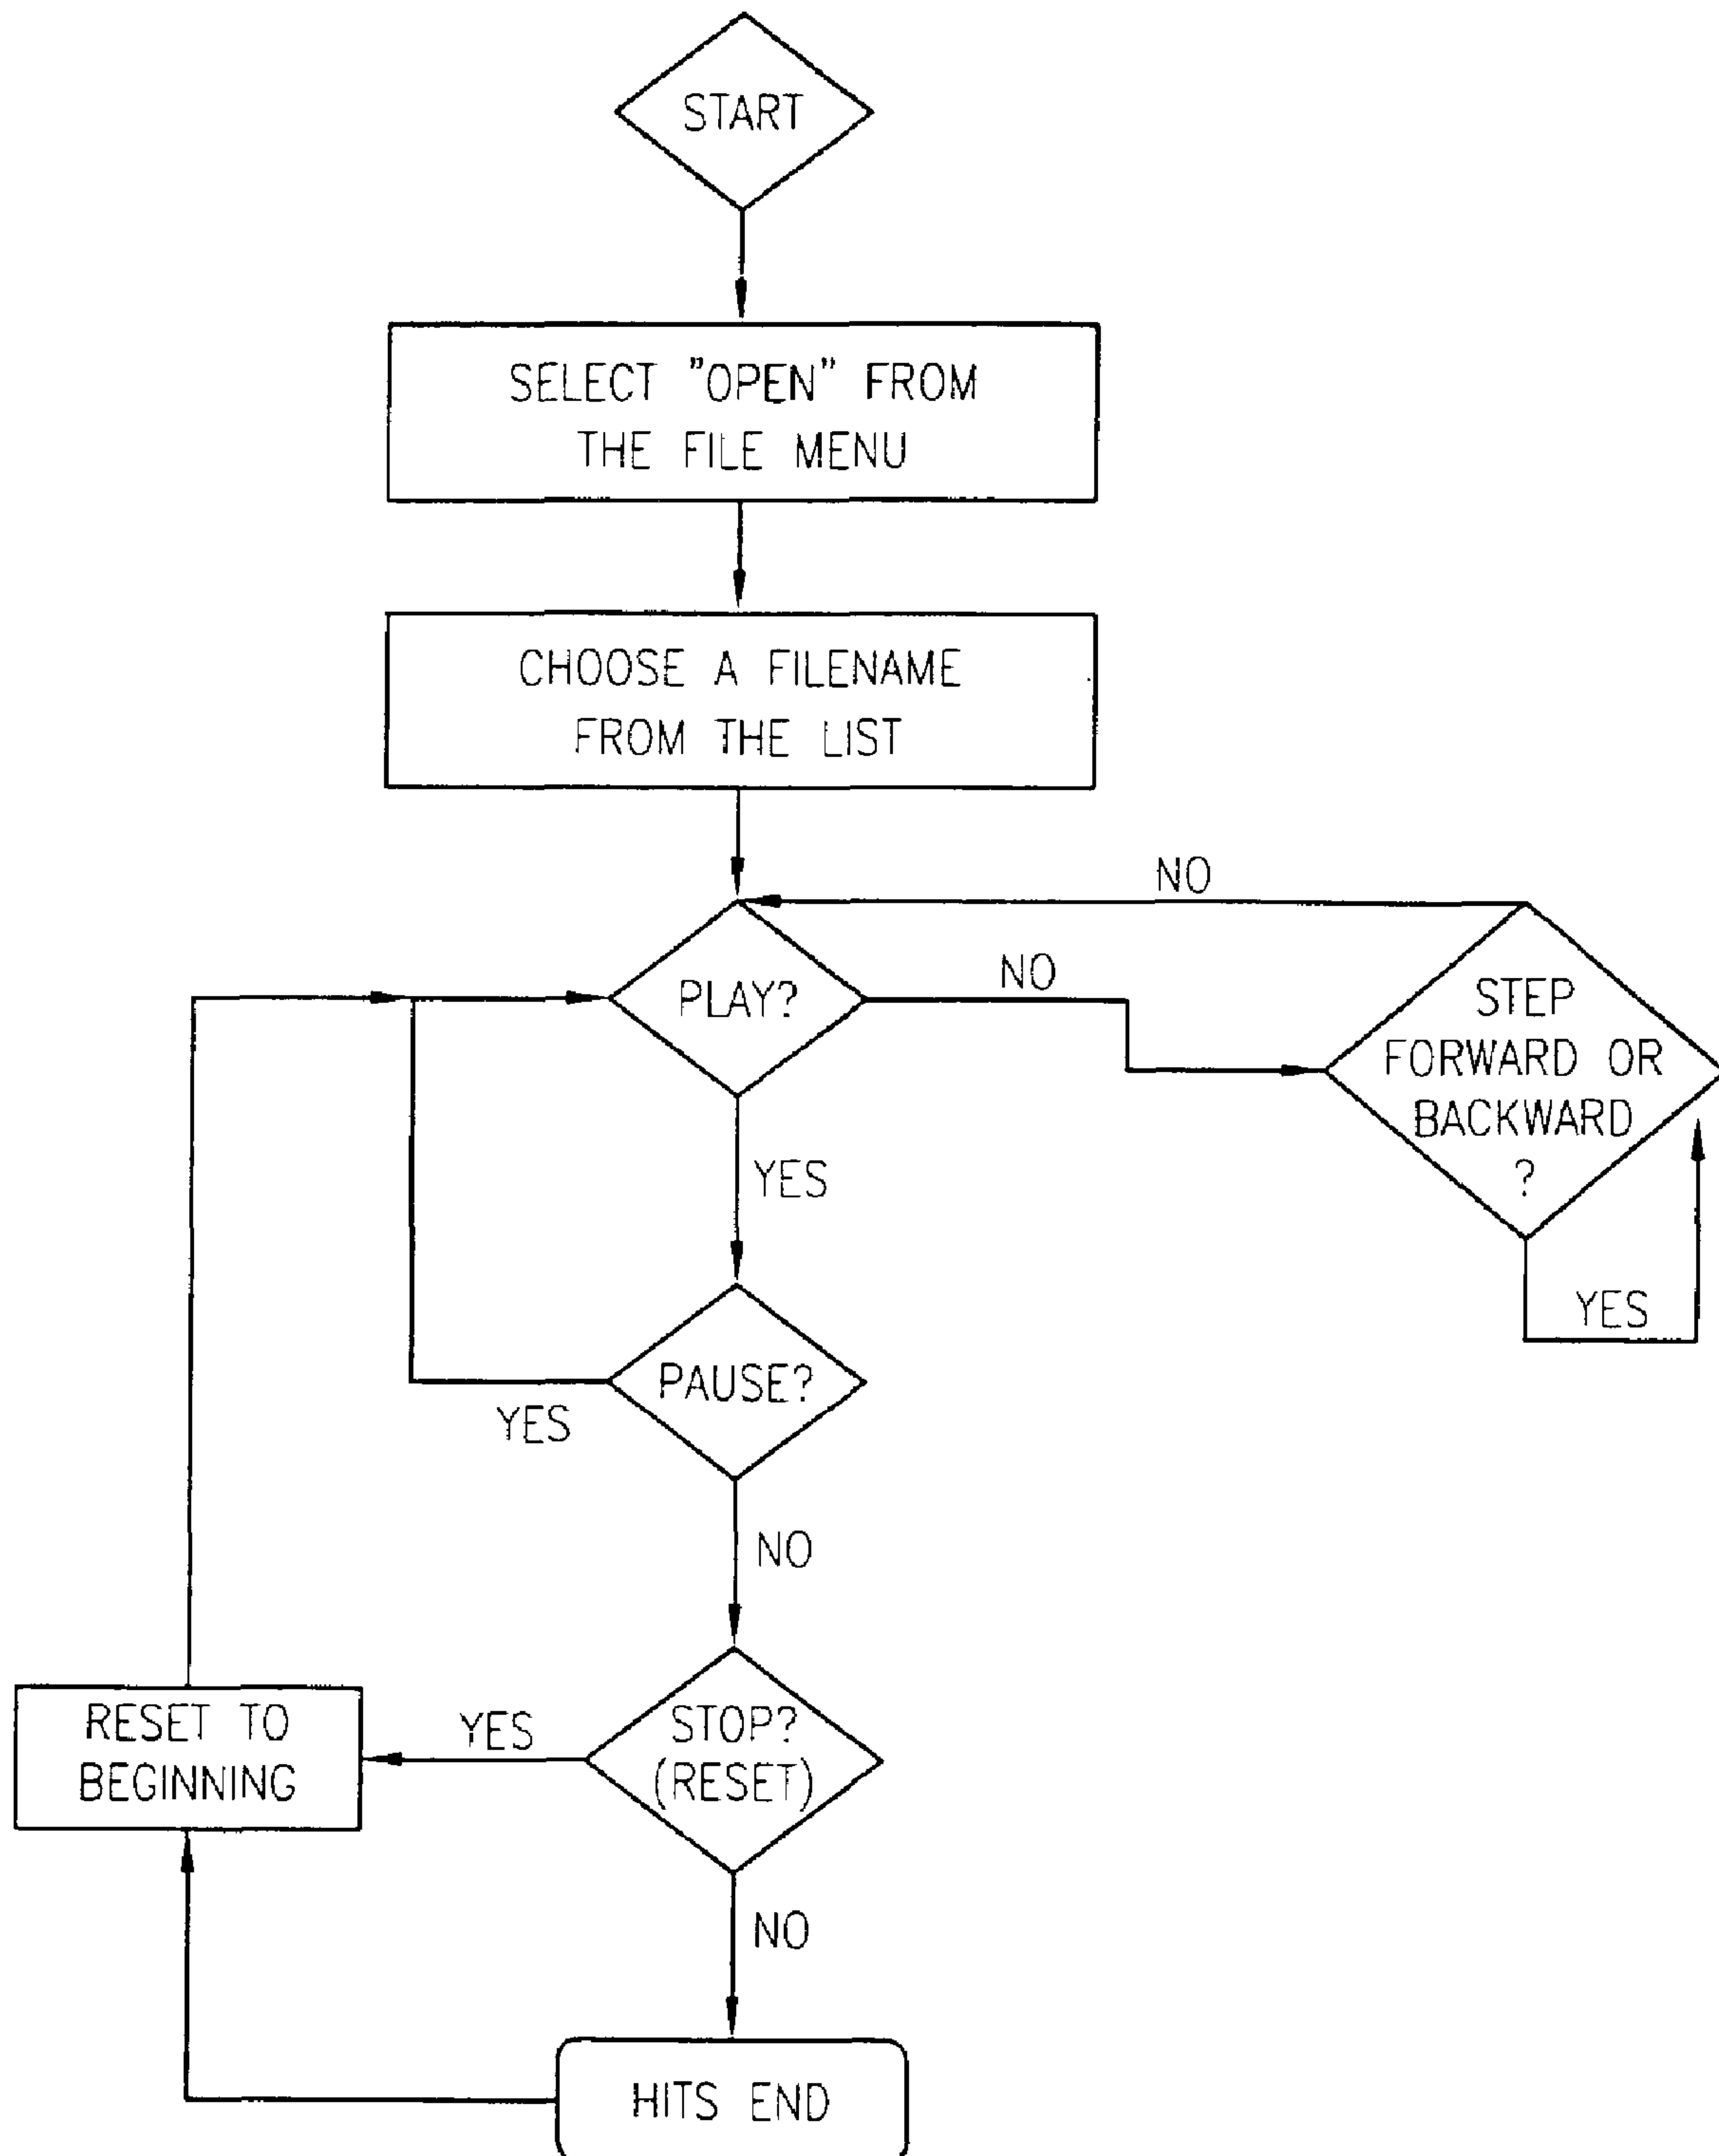 START
SELECT "OPEN" FROM
THE FILE MENU
CHOOSE A FILENAME
FROM THE LIST
NO
PLAY?
NO
STEP
FORWARD OR
BACKWARD
?
YES
YES
PAUSE?
YES
NO
RESET TO
BEGINNING
YES
STOP?
(RESET)
NO
HITS END